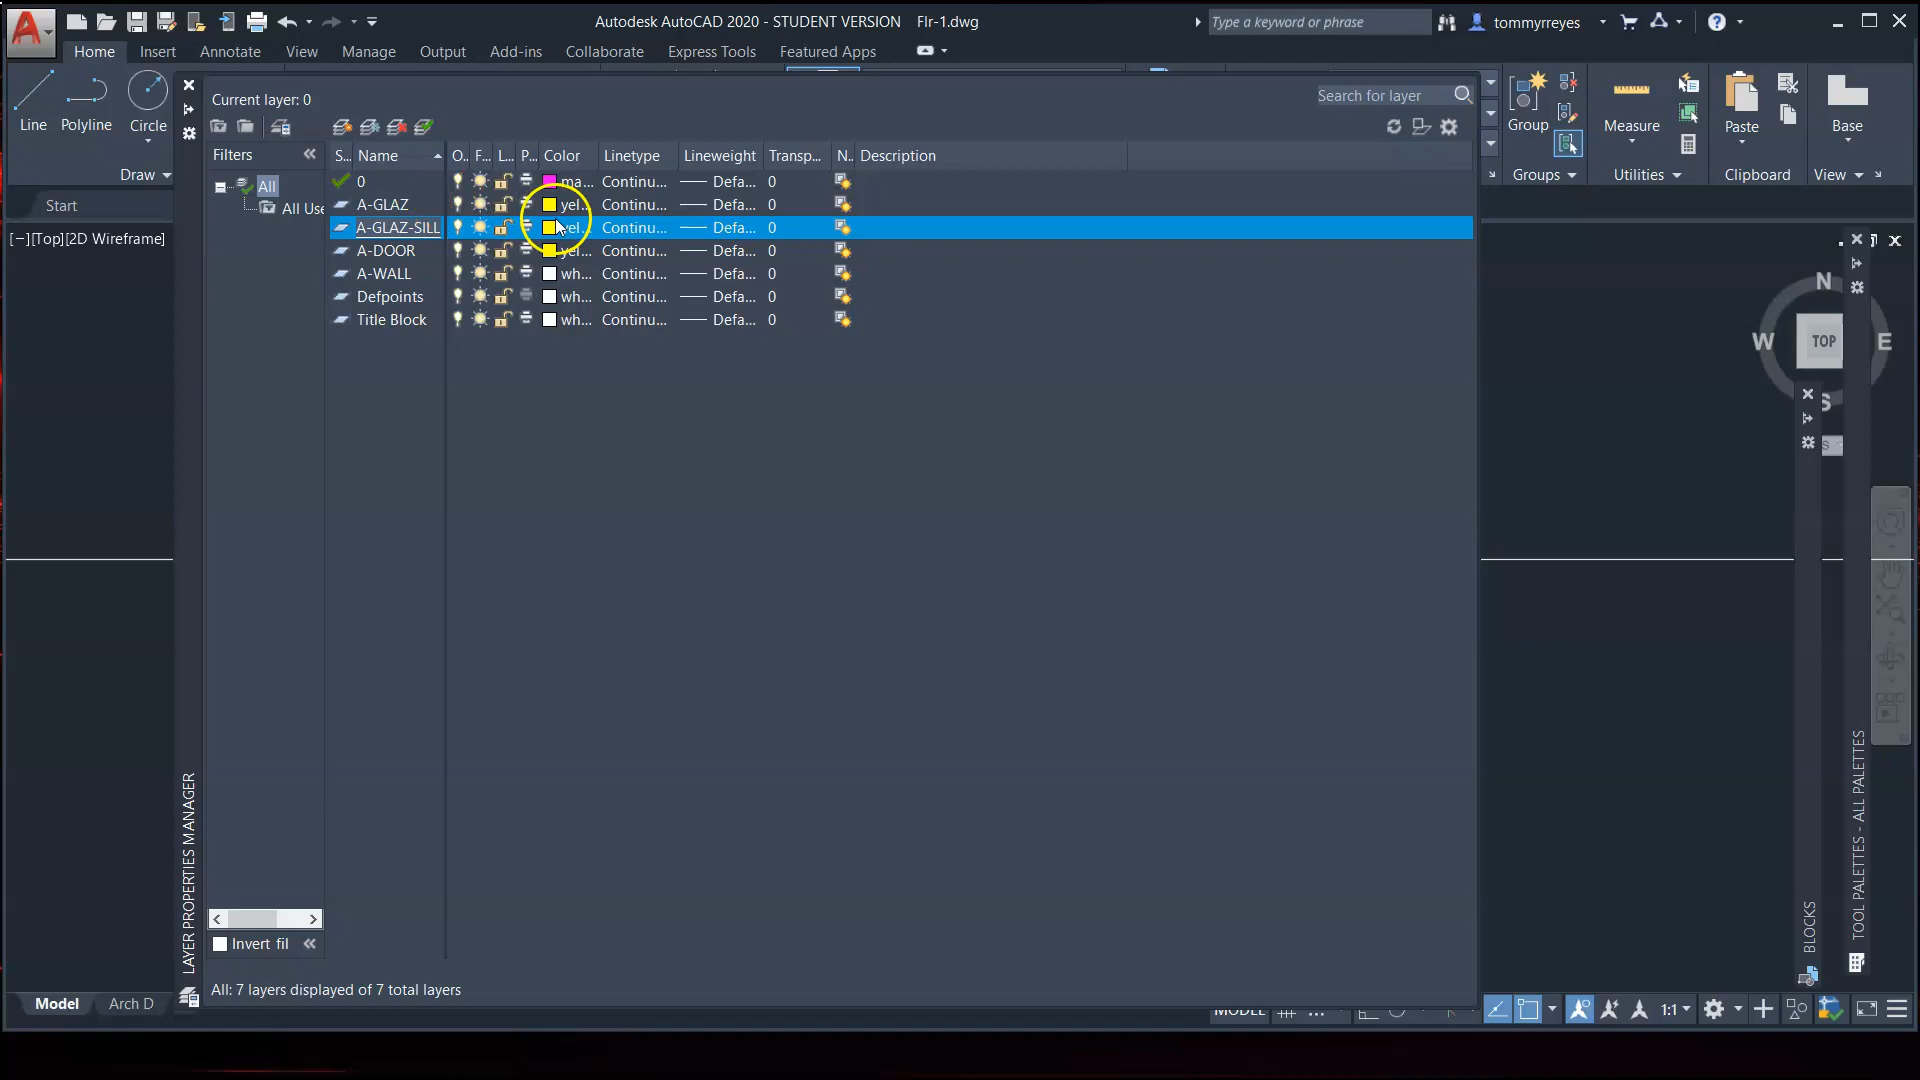 Autodesk AutoCAD 2020 - STUDENT VERSION Flr-1.dwg
Type a keyword or phrase
tommyrreyes
Home Insert Annotate View Manage Output Add-ins Collaborate Express Tools Featured Apps
Line Polyline Circle
Draw
Group Measure Paste Base
Groups Utilities Clipboard View
Start
[−][Top][2D Wireframe]
Current layer: 0
Search for layer
Filters
S... Name O. F... L... P... Color Linetype Lineweight Transp... N.. Description
All
All Use
0 ma... Continu... Defa... 0
A-GLAZ yel... Continu... Defa... 0
A-GLAZ-SILL yel... Continu... Defa... 0
A-DOOR yel... Continu... Defa... 0
A-WALL wh... Continu... Defa... 0
Defpoints wh... Continu... Defa... 0
Title Block wh... Continu... Defa... 0
N
W TOP E
S
Invert fil
All: 7 layers displayed of 7 total layers
LAYER PROPERTIES MANAGER
BLOCKS
TOOL PALETTES - ALL PALETTES
Model Arch D
MODEL 1:1